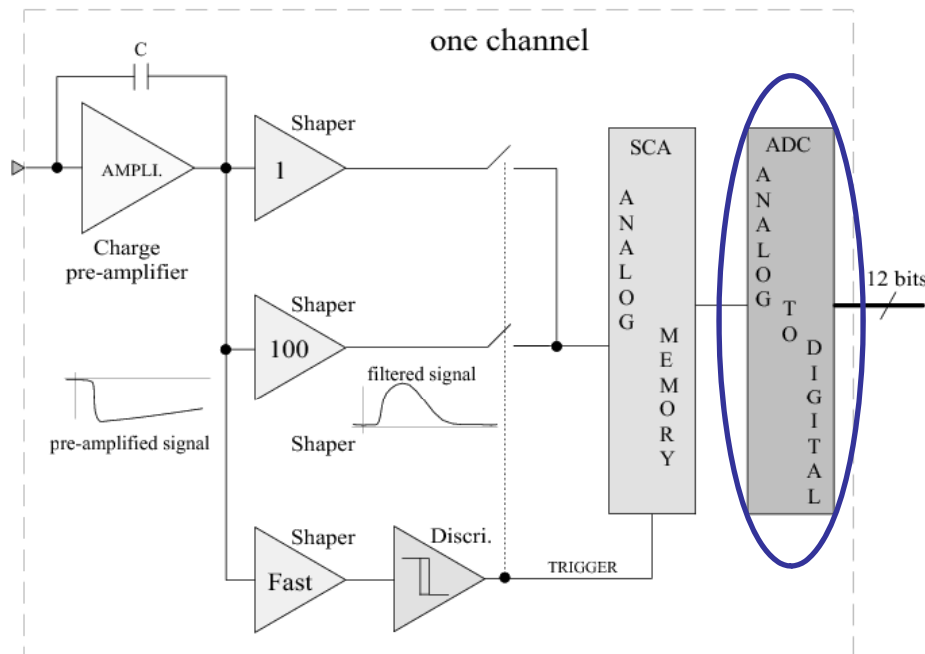 one channel
C
AMPLI.
Charge
pre-amplifier
Shaper
1
Shaper
100
filtered signal
pre-amplified signal
Shaper
Shaper
Fast
Discri.
TRIGGER
SCA
ANALOG
MEMORY
ADC
ANALOG
TO
DIGITAL
12 bits